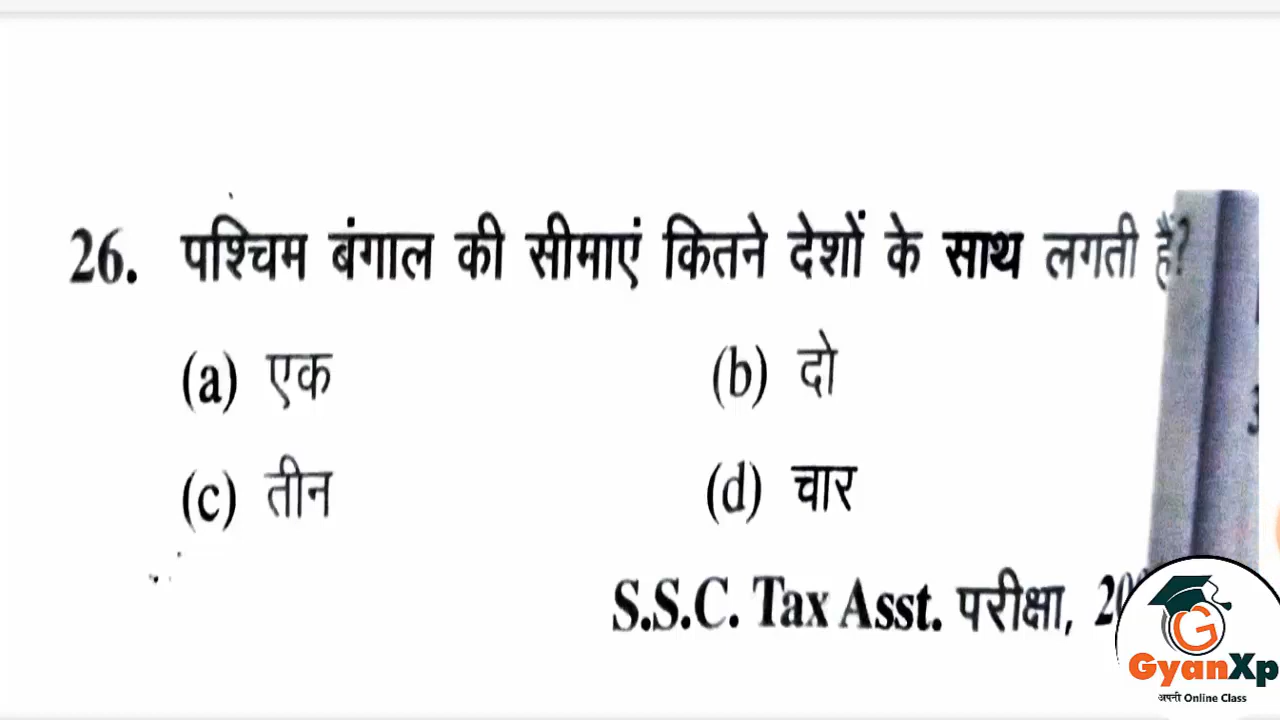 26. पश्चिम बंगाल की सीमाएं कितने देशों के साथ लगती हैं?
(a) एक (b) दो
(c) तीन (d) चार
S.S.C. Tax Asst. परीक्षा,
G
GyanXp
अपनी Online Class